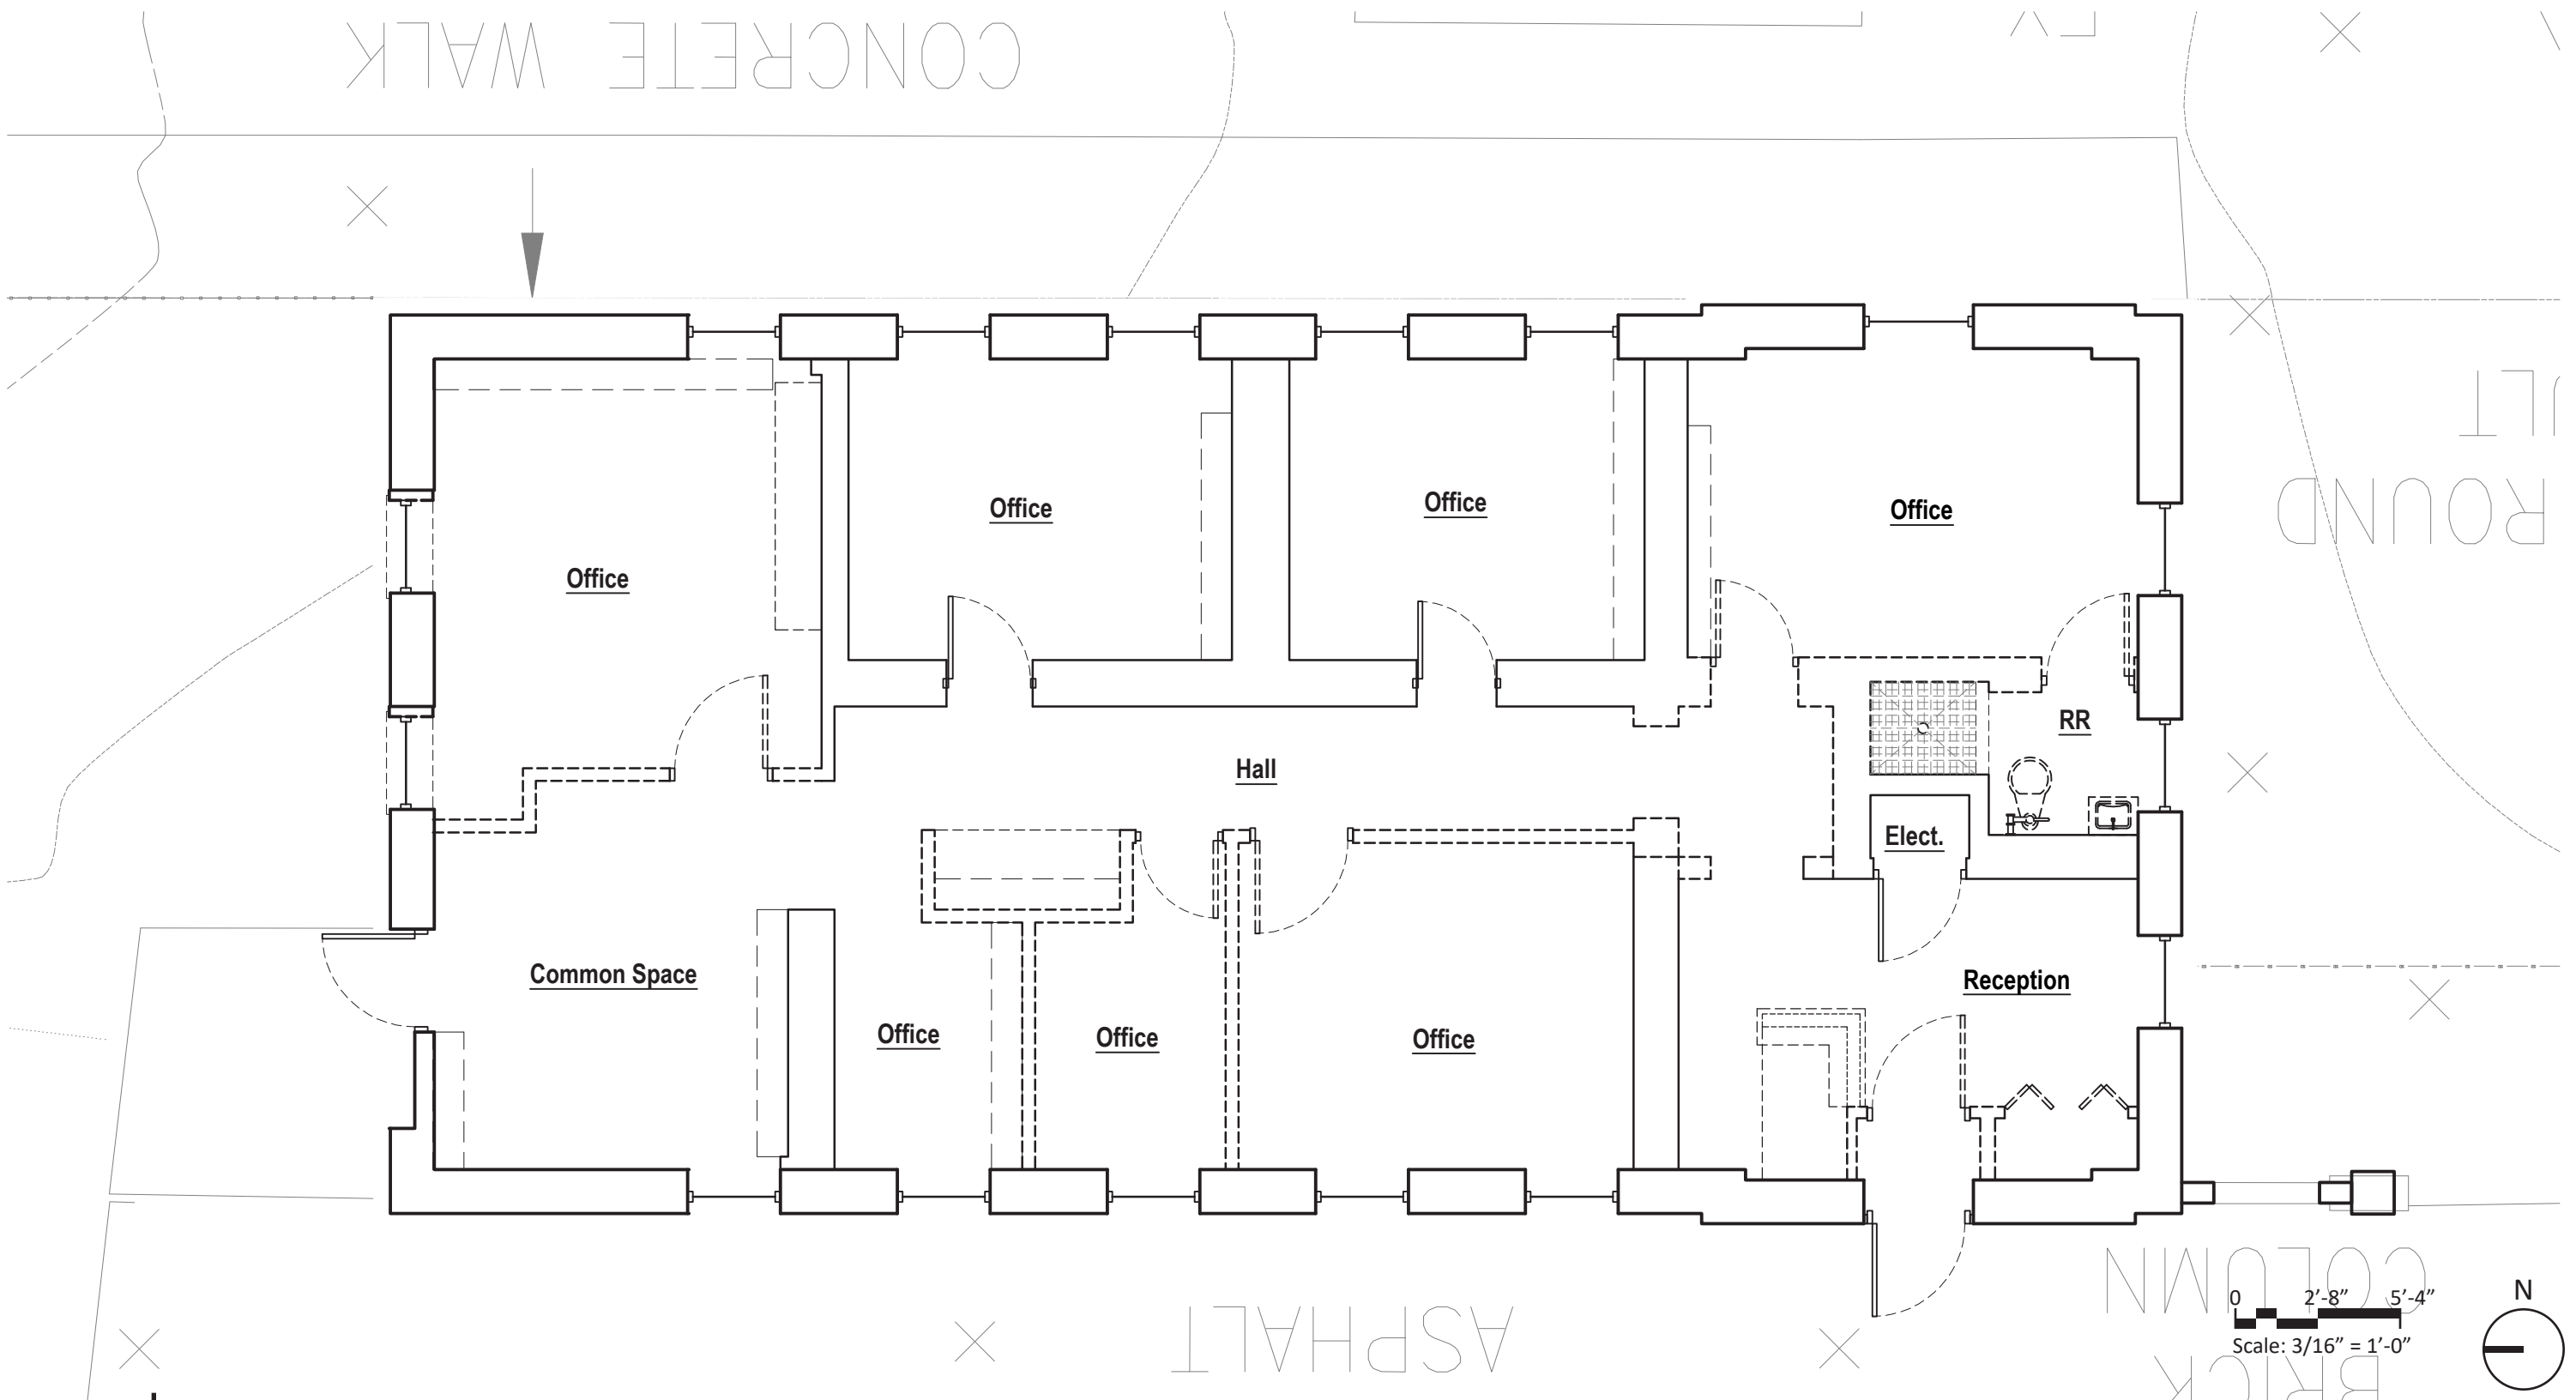 CONCRETE WALK
Office
Office
Office
Office
ROUND
RR
Hall
Elect.
Common Space
Reception
Office
Office
Office
COLUMN
N
0 2’-8” 5’-4”
Scale: 3/16” = 1’-0”
ASPHALT
BRICK